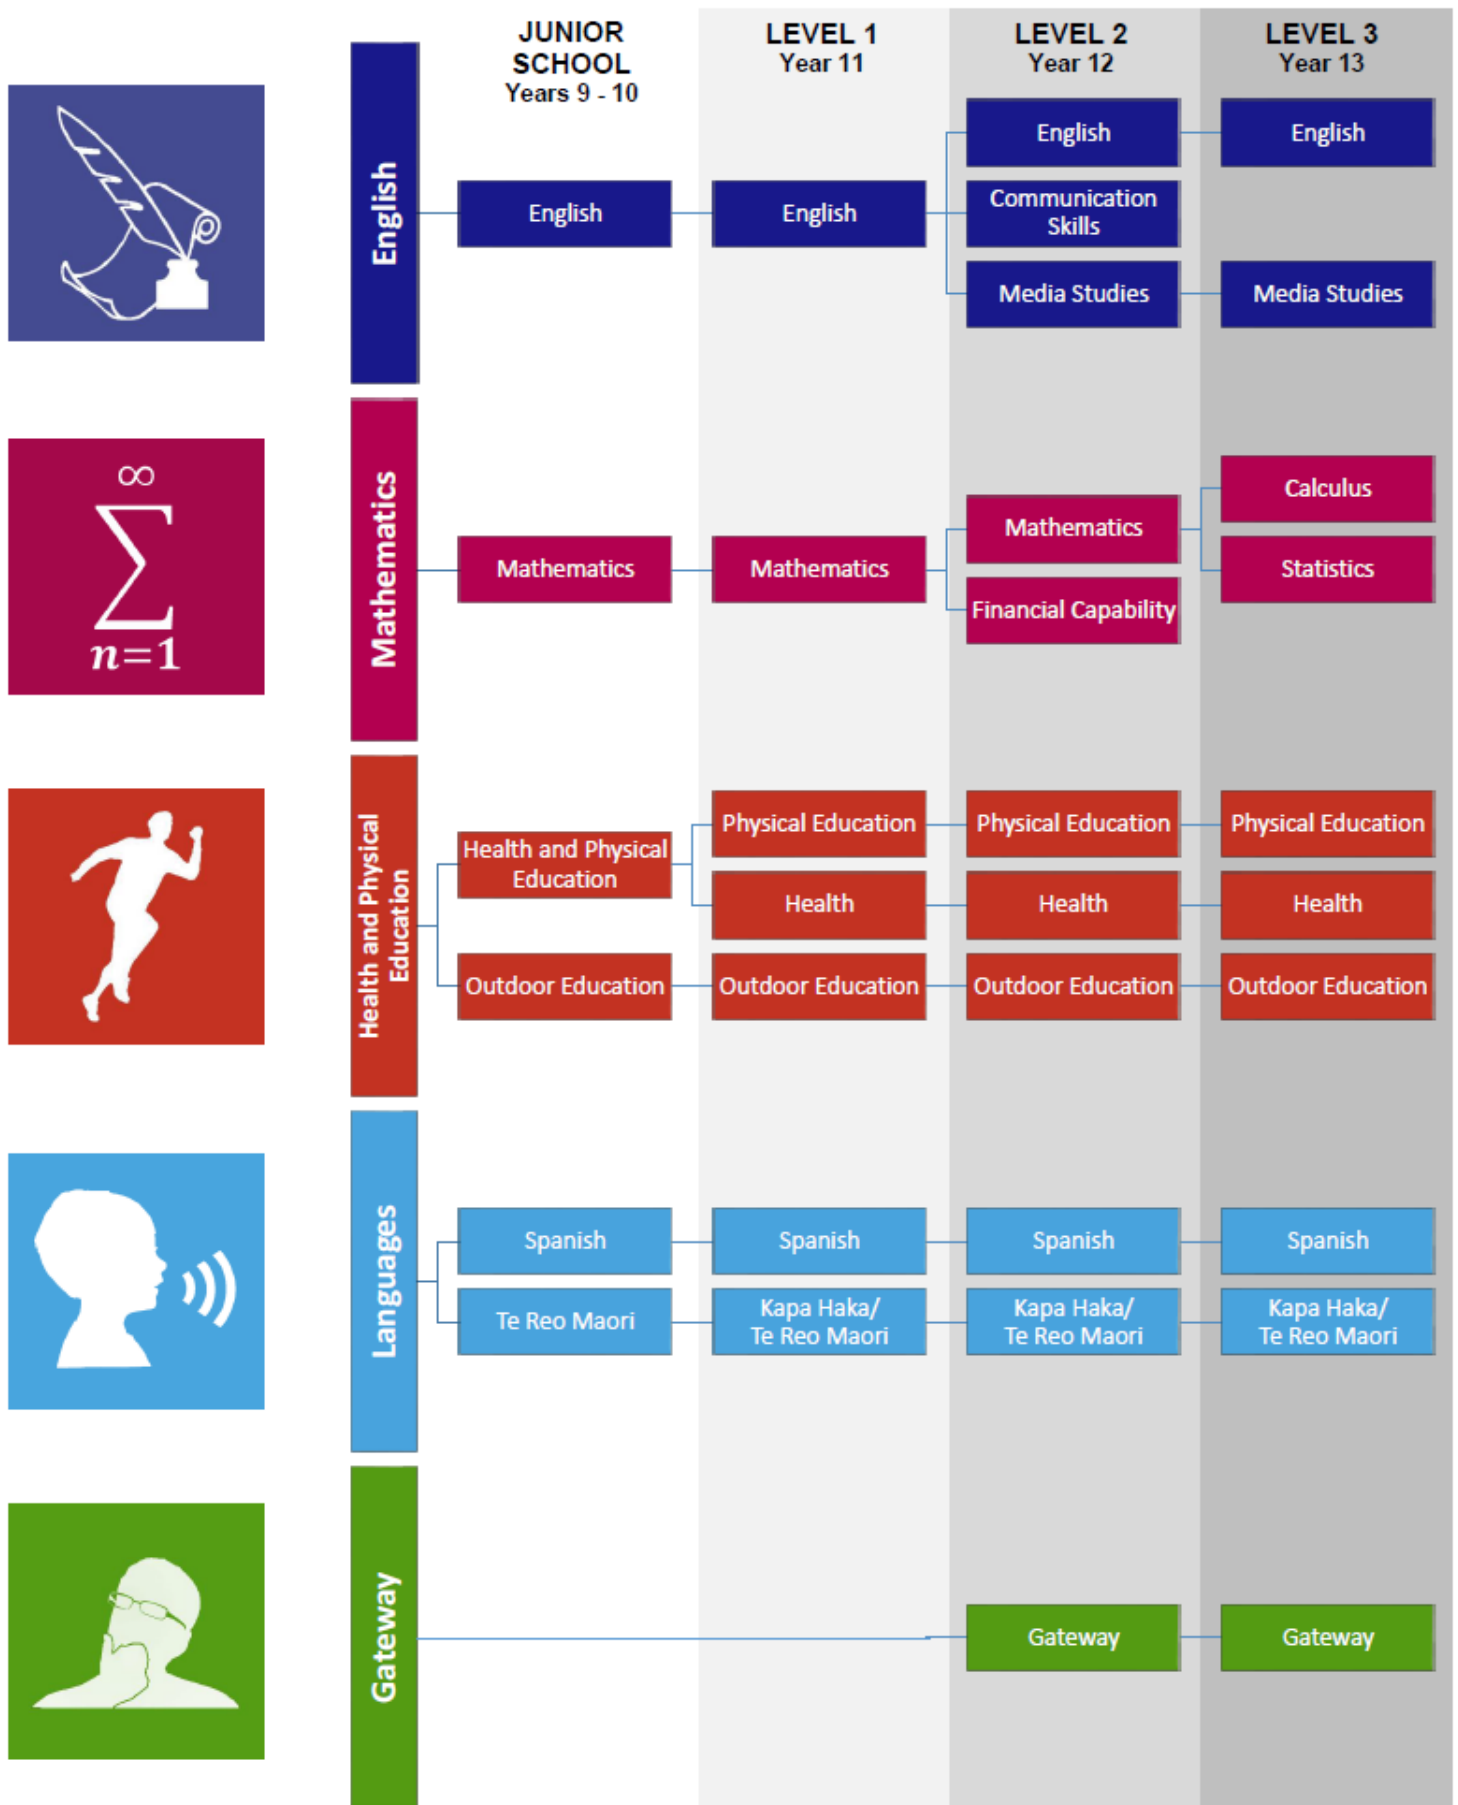 JUNIOR
SCHOOL
Years 9 - 10
LEVEL 1
Year 11
LEVEL 2
Year 12
LEVEL 3
Year 13
English
English
English
English
Communication
Skills
Media Studies
English
Media Studies
∞
∑
n=1
Mathematics
Mathematics
Mathematics
Mathematics
Financial Capability
Calculus
Statistics
Health and Physical
Education
Health and Physical
Education
Physical Education
Physical Education
Physical Education
Health
Health
Health
Outdoor Education
Outdoor Education
Outdoor Education
Outdoor Education
Languages
Spanish
Spanish
Spanish
Spanish
Te Reo Maori
Kapa Haka/
Te Reo Maori
Kapa Haka/
Te Reo Maori
Kapa Haka/
Te Reo Maori
Gateway
Gateway
Gateway